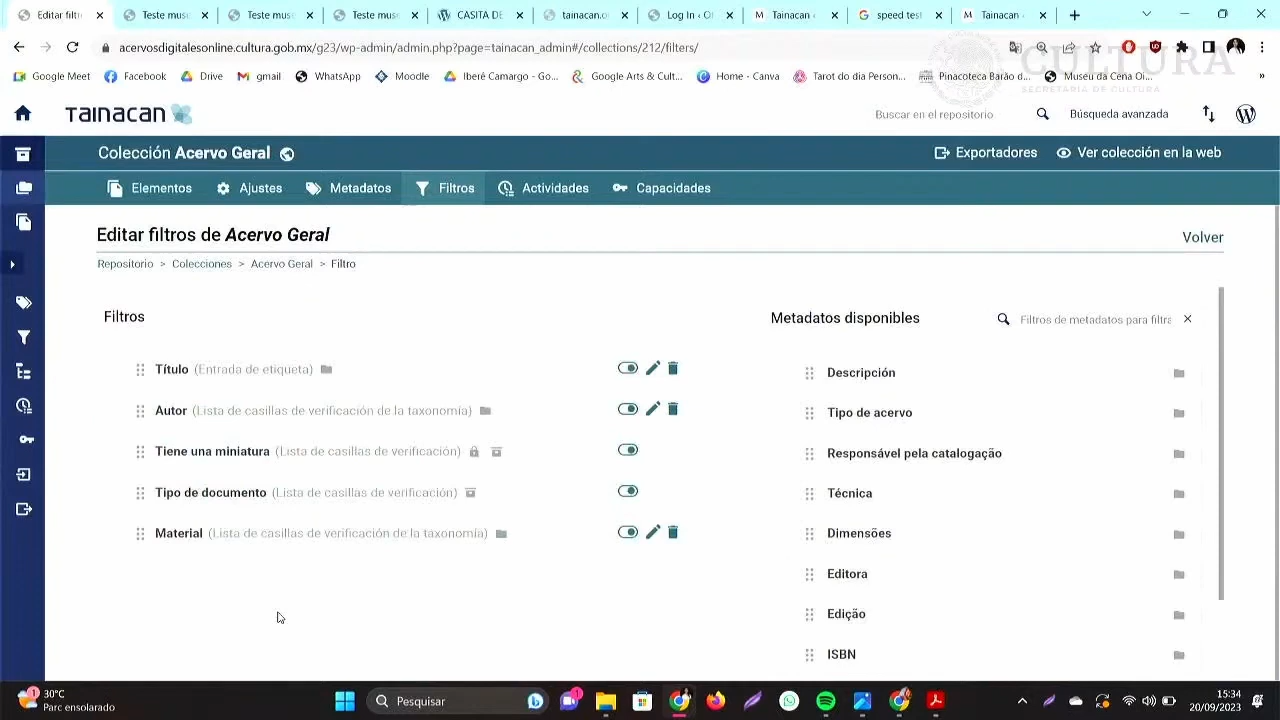 Editar filtr
Teste muse
Teste muse
Teste muse
CASITA DE
tainacan.o
Log In ‹ O
Tainacan
speed test
Tainacan
acervosdigitalesonline.cultura.gob.mx/g23/wp-admin/admin.php?page=tainacan_admin#/collections/212/filters/
Google Meet Facebook Drive gmail WhatsApp Moodle Iberê Camargo - Go... Google Arts & Cult... Home - Canva Tarot do dia Person... Pinacoteca Barão d... Museu da Cena Ol...
CULTURA
SECRETARÍA DE CULTURA
TAINACAN
Buscar en el repositorio Búsqueda avanzada
Colección Acervo Geral Exportadores Ver colección en la web
Elementos Ajustes Metadatos Filtros Actividades Capacidades
Editar filtros de Acervo Geral
Volver
Repositorio > Colecciones > Acervo Geral > Filtro
Filtros
Título (Entrada de etiqueta)
Autor (Lista de casillas de verificación de la taxonomía)
Tiene una miniatura (Lista de casillas de verificación)
Tipo de documento (Lista de casillas de verificación)
Material (Lista de casillas de verificación de la taxonomía)
Metadatos disponibles
Filtros de metadatos para filtra
Descripción
Tipo de acervo
Responsável pela catalogação
Técnica
Dimensões
Editora
Edição
ISBN
30°C
Parc ensolarado
Pesquisar
15:34
20/09/2023